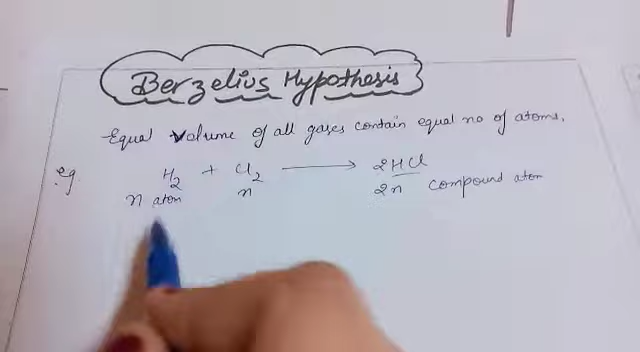 Berzelius Hypothesis
Equal Volume of all gases contain equal no of atoms.
eg. H₂ + Cl₂ ⟶ 2HCl
n atom n 2n compound atom